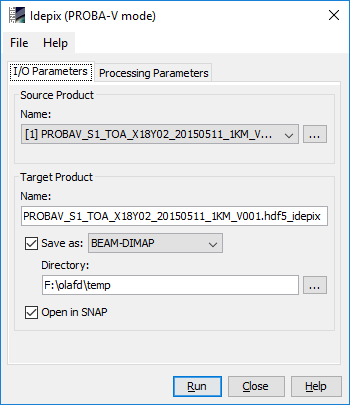 Idepix (PROBA-V mode)
File Help
I/O Parameters Processing Parameters
Source Product
Name:
[1] PROBAV_S1_TOA_X18Y02_20150511_1KM_V... ...
Target Product
Name:
PROBAV_S1_TOA_X18Y02_20150511_1KM_V001.hdf5_idepix
Save as: BEAM-DIMAP
Directory:
F:\olafd\temp ...
Open in SNAP
Run Close Help